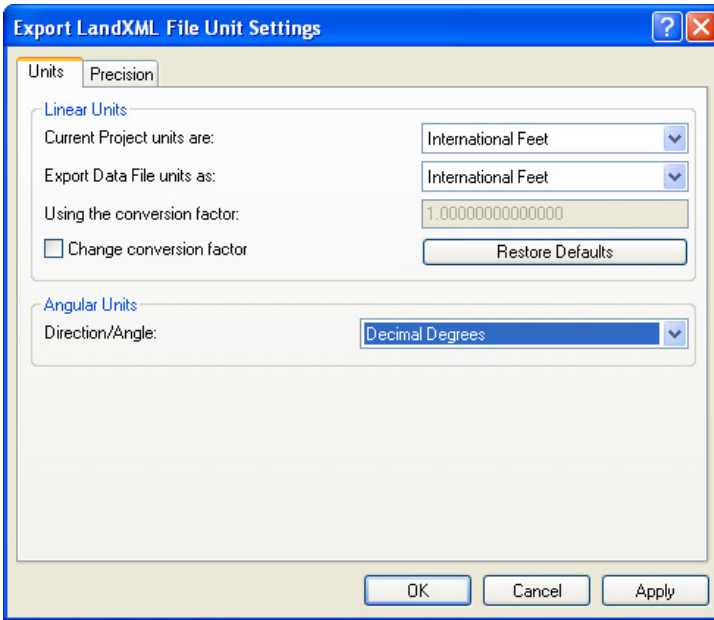 Export LandXML File Unit Settings
?
Units
Precision
Linear Units
Current Project units are:
International Feet
Export Data File units as:
International Feet
Using the conversion factor:
1.00000000000000
Change conversion factor
Restore Defaults
Angular Units
Direction/Angle:
Decimal Degrees
OK
Cancel
Apply